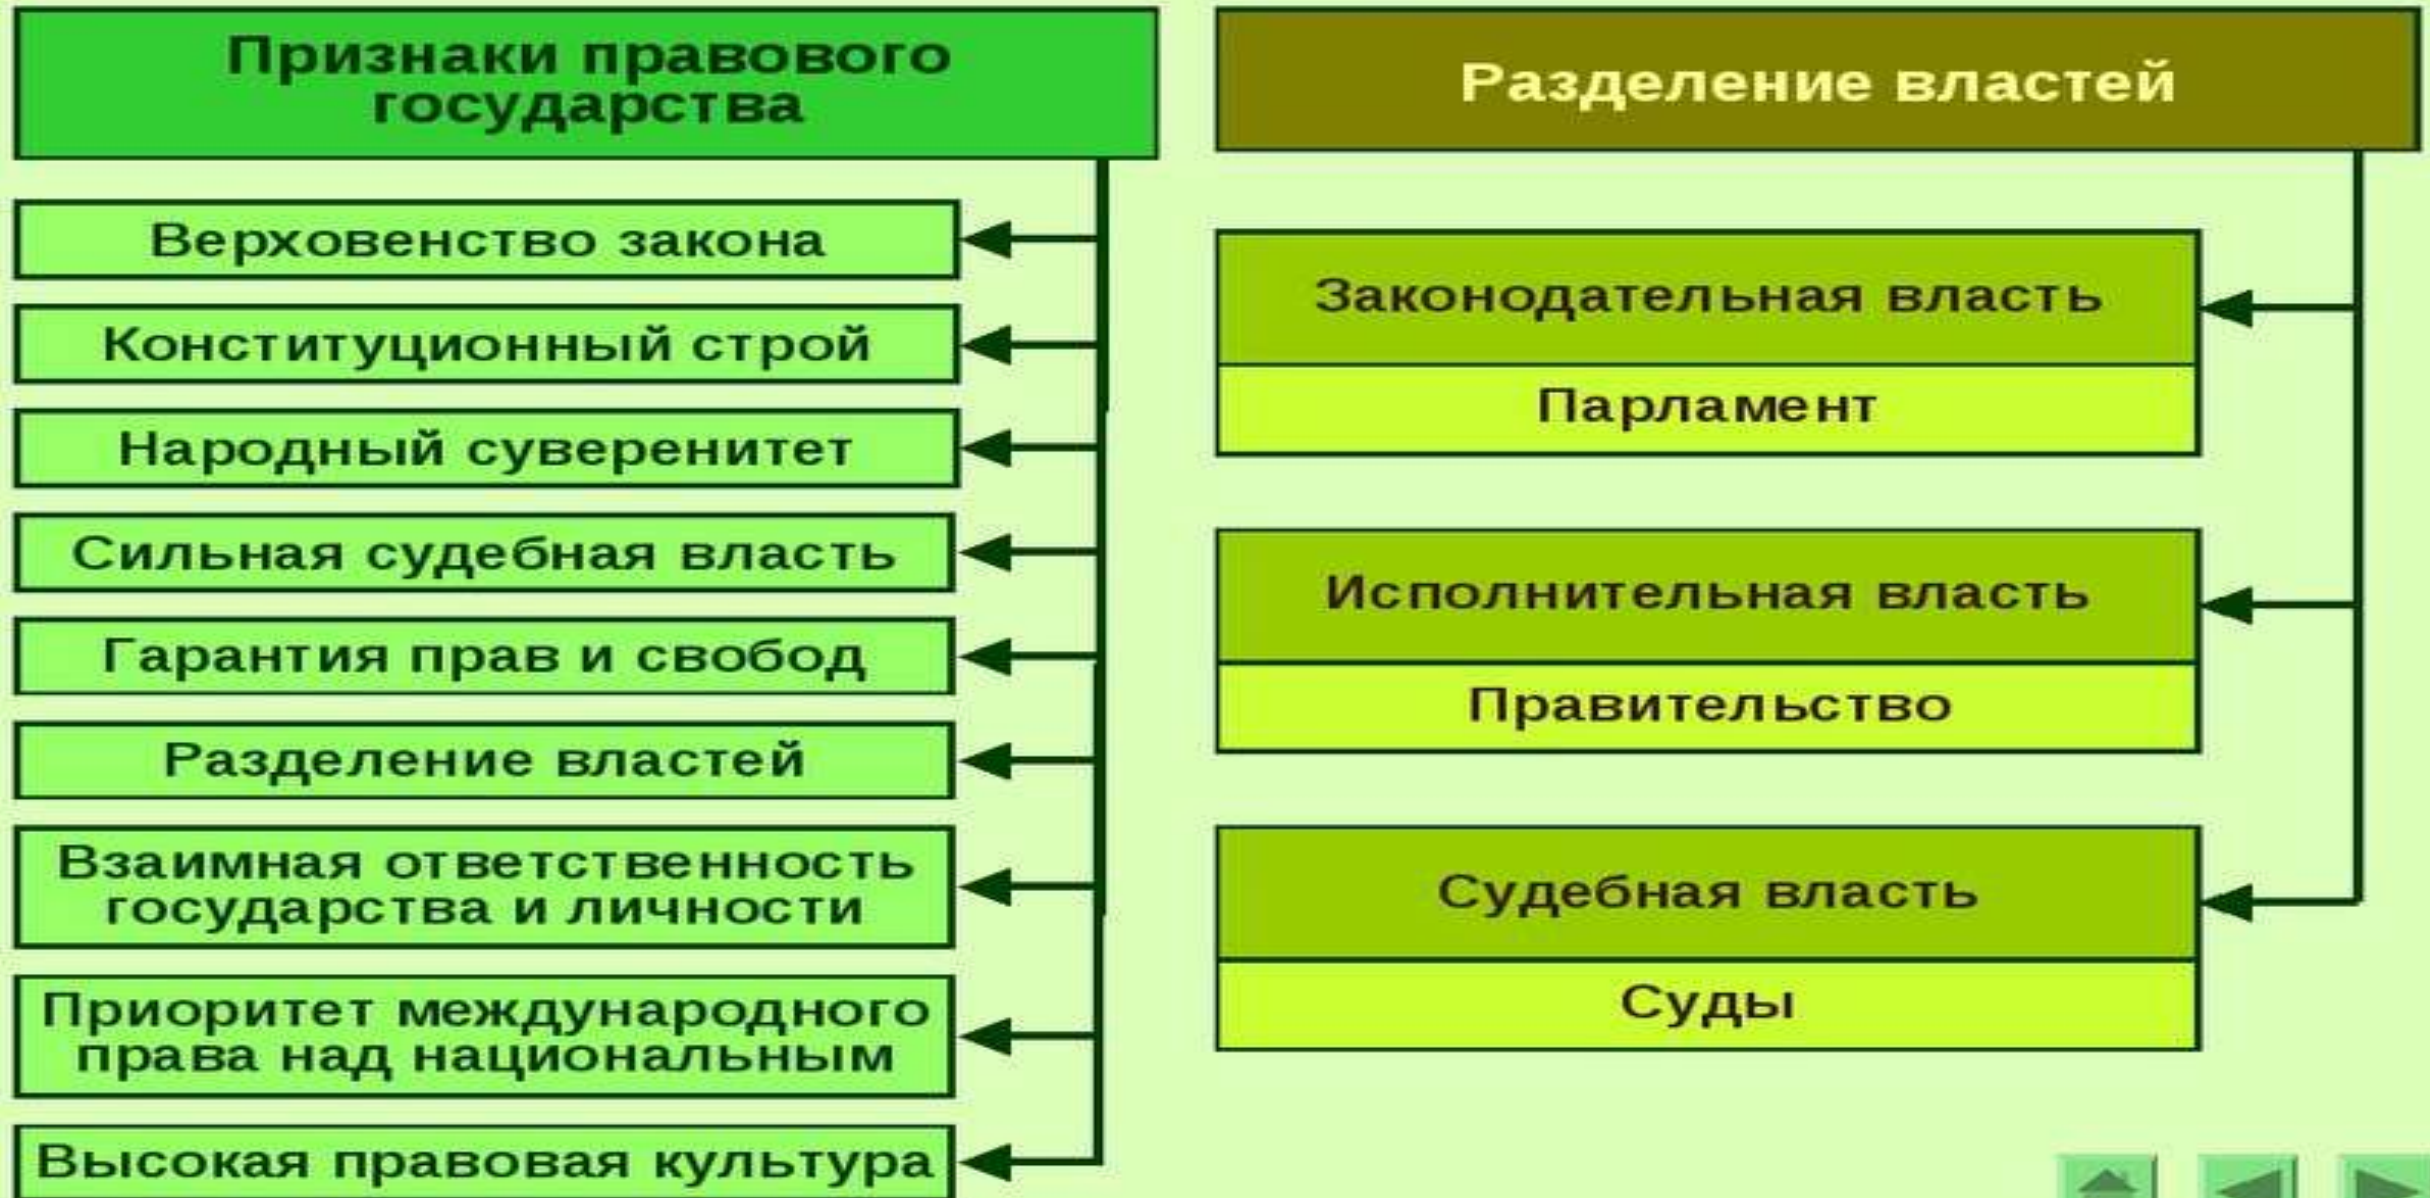 Признаки правового
государства
Верховенство закона
Конституционный строй
Народный суверенитет
Сильная судебная власть
Гарантия прав и свобод
Разделение властей
Взаимная ответственность
государства и личности
Приоритет международного
права над национальным
Высокая правовая культура
Разделение властей
Законодательная власть
Парламент
Исполнительная власть
Правительство
Судебная власть
Суды